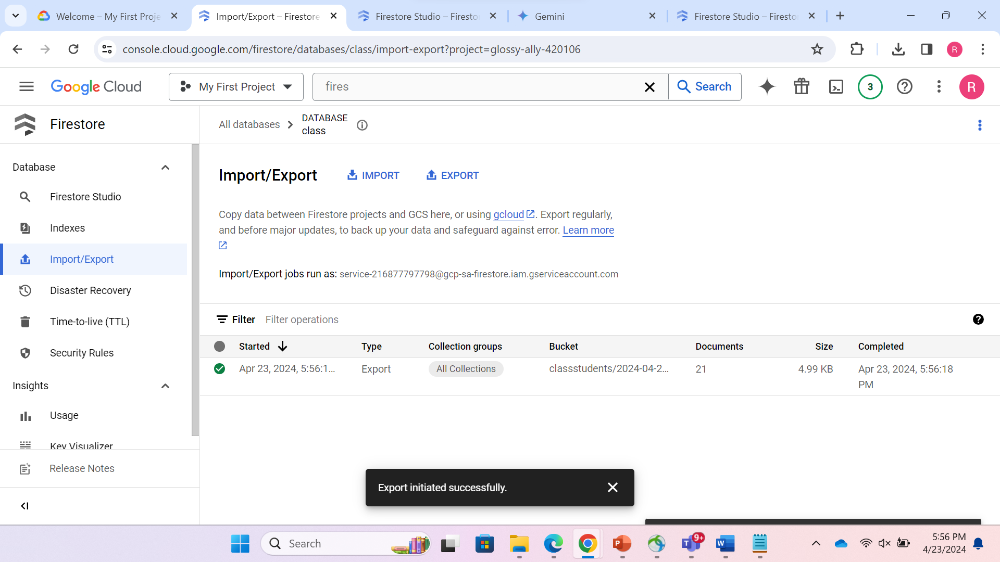 Welcome – My First Proje
Import/Export – Firestore
Firestore Studio – Firesto
Gemini
Firestore Studio – Firesto
console.cloud.google.com/firestore/databases/class/import-export?project=glossy-ally-420106
R
Google Cloud
My First Project
fires
Search
3
R
Firestore
All databases
DATABASE
class
Database
Firestore Studio
Indexes
Import/Export
Disaster Recovery
Time-to-live (TTL)
Security Rules
Insights
Usage
Key Visualizer
Release Notes
Import/Export
IMPORT
EXPORT
Copy data between Firestore projects and GCS here, or using gcloud. Export regularly,
and before major updates, to back up your data and safeguard against error. Learn more
Import/Export jobs run as: service-216877797798@gcp-sa-firestore.iam.gserviceaccount.com
Filter Filter operations
Started Type Collection groups Bucket Documents Size Completed
Apr 23, 2024, 5:56:1... Export All Collections classstudents/2024-04-2... 21 4.99 KB Apr 23, 2024, 5:56:18
PM
Export initiated successfully.
Search
9+
5:56 PM
4/23/2024